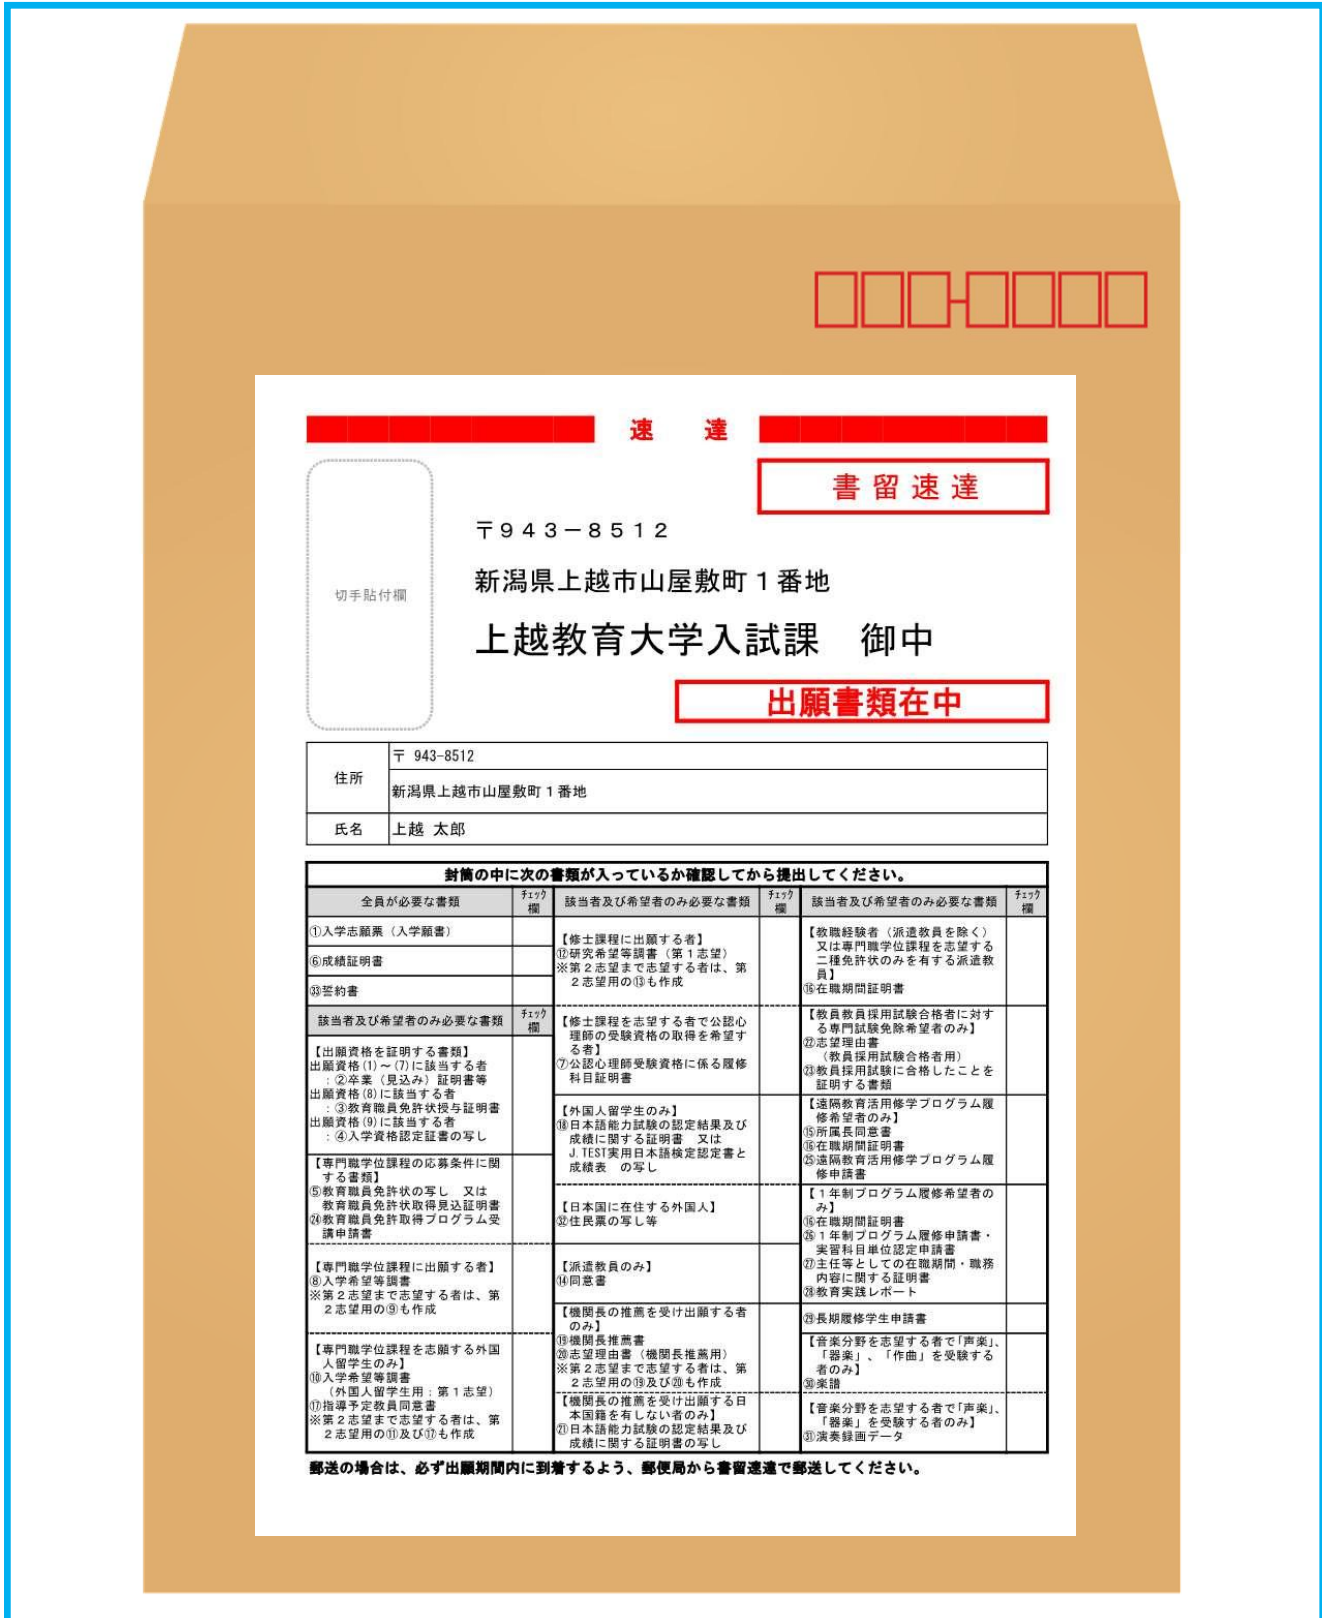 速　達
書留速達
〒９４３－８５１２
新潟県上越市山屋敷町１番地
切手貼付欄
上越教育大学入試課　御中
出願書類在中
住所
〒 943-8512
新潟県上越市山屋敷町１番地
氏名
上越 太郎
封筒の中に次の書類が入っているか確認してから提出してください。
全員が必要な書類
ﾁｪｯｸ
欄
①入学志願票（入学願書）
⑥成績証明書
㉝誓約書
該当者及び希望者のみ必要な書類
ﾁｪｯｸ
欄
【出願資格を証明する書類】
出願資格(1)～(7)に該当する者
：②卒業（見込み）証明書等
出願資格(8)に該当する者
：③教育職員免許状授与証明書
出願資格(9)に該当する者
：④入学資格認定証書の写し
【専門職学位課程の応募条件に関
する書類】
⑤教育職員免許状の写し　又は
教育職員免許状取得見込証明書
㉔教育職員免許取得プログラム受
講申請書
【専門職学位課程に出願する者】
⑧入学希望等調書
※第２志望まで志望する者は、第
２志望用の⑨も作成
【専門職学位課程を志願する外国
人留学生のみ】
⑩入学希望等調書
（外国人留学生用：第１志望）
⑰指導予定教員同意書
※第２志望まで志望する者は、第
２志望用の⑪及び⑰も作成
該当者及び希望者のみ必要な書類
ﾁｪｯｸ
欄
【修士課程に出願する者】
⑫研究希望等調書（第１志望）
※第２志望まで志望する者は、第
２志望用の⑬も作成
【修士課程を志望する者で公認心
理師の受験資格の取得を希望す
る者】
⑦公認心理師受験資格に係る履修
科目証明書
【外国人留学生のみ】
⑱日本語能力試験の認定結果及び
成績に関する証明書　又は
J.TEST実用日本語検定認定書と
成績表　の写し
【日本国に在住する外国人】
㉜住民票の写し等
【派遣教員のみ】
⑭同意書
【機関長の推薦を受け出願する者
のみ】
⑲機関長推薦書
⑳志望理由書（機関長推薦用）
※第２志望まで志望する者は、第
２志望用の⑲及び⑳も作成
【機関長の推薦を受け出願する日
本国籍を有しない者のみ】
㉑日本語能力試験の認定結果及び
成績に関する証明書の写し
該当者及び希望者のみ必要な書類
ﾁｪｯｸ
欄
【教職経験者（派遣教員を除く）
又は専門職学位課程を志望する
二種免許状のみを有する派遣教
員】
⑯在職期間証明書
【教員教員採用試験合格者に対す
る専門試験免除希望者のみ】
㉒志望理由書
（教員採用試験合格者用）
㉓教員採用試験に合格したことを
証明する書類
【遠隔教育活用修学プログラム履
修希望者のみ】
⑮所属長同意書
⑯在職期間証明書
㉕遠隔教育活用修学プログラム履
修申請書
【１年制プログラム履修希望者の
み】
⑯在職期間証明書
㉖１年制プログラム履修申請書・
実習科目単位認定申請書
㉗主任等としての在職期間・職務
内容に関する証明書
㉘教育実践レポート
㉙長期履修学生申請書
【音楽分野を志望する者で「声楽」、
「器楽」、「作曲」を受験する
者のみ】
㉚楽譜
【音楽分野を志望する者で「声楽」、
「器楽」を受験する者のみ】
㉛演奏録画データ
郵送の場合は、必ず出願期間内に到着するよう、郵便局から書留速達で郵送してください。